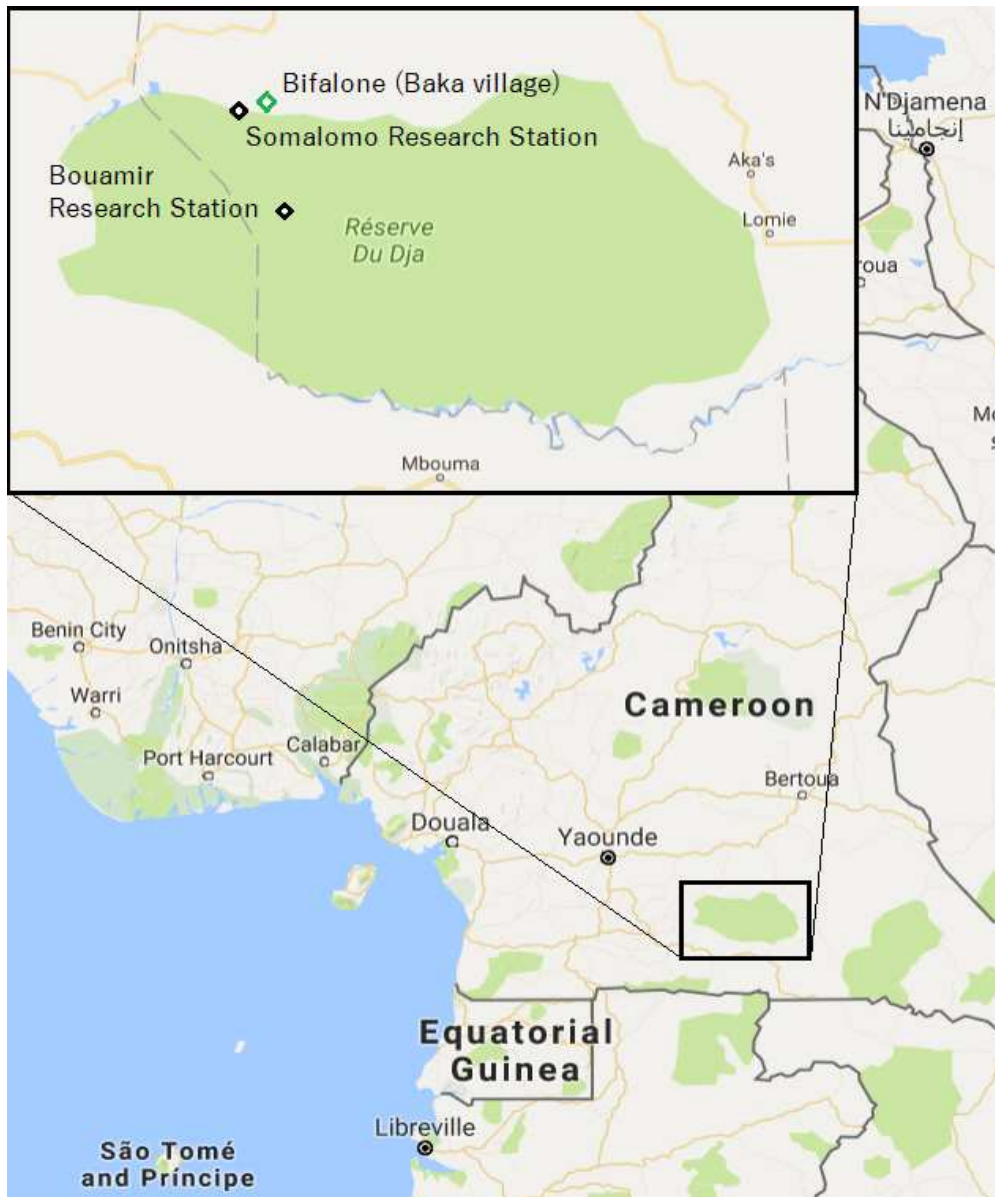 Bifalone (Baka village)
Somalomo Research Station
Bouamir
Research Station
Réserve
Du Dja
Aka's
Lomie
Mbouma
N'Djamena
إنجامينا
roua
Benin City
Onitsha
Warri
Port Harcourt
Calabar
Cameroon
Bertoua
Douala
Yaounde
Equatorial
Guinea
Libreville
São Tomé
and Príncipe